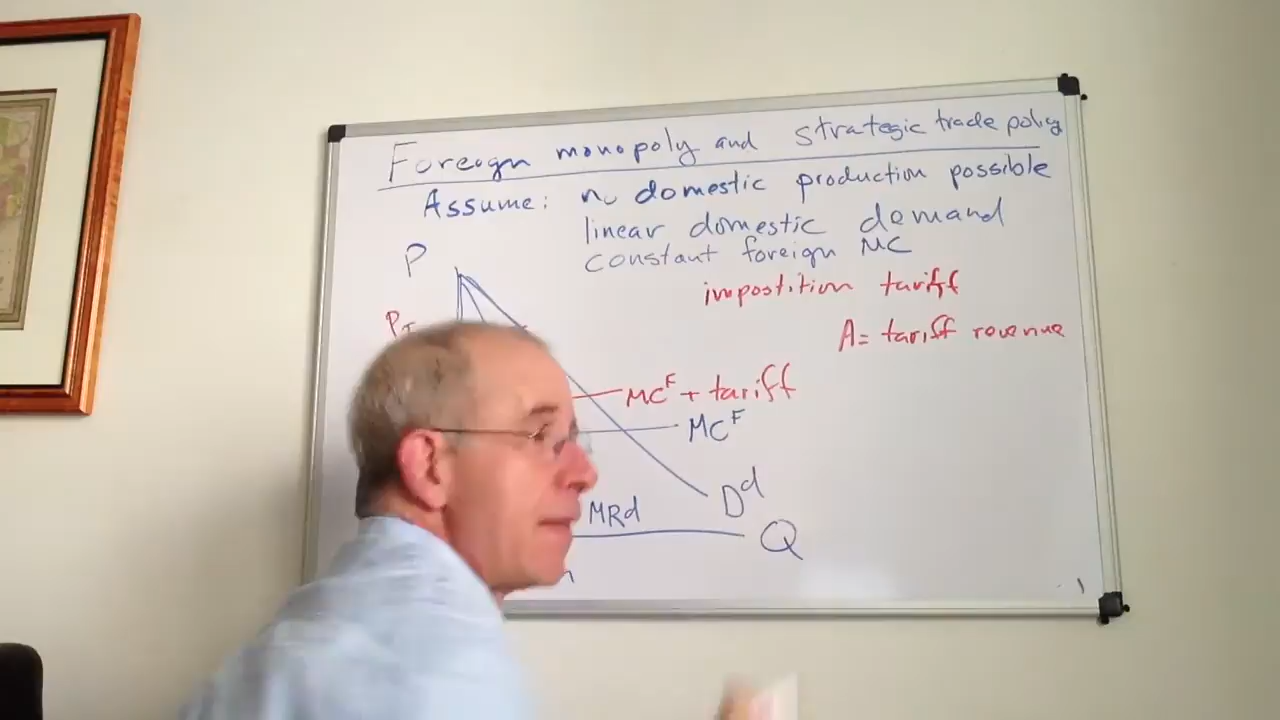 Foreign monopoly and strategic trade policy
Assume: no domestic production possible
linear domestic demand
constant foreign MC
P
impostition tariff
P_T
A = tariff revenue
MC^F + tariff
MC^F
D^d
MRd
Q